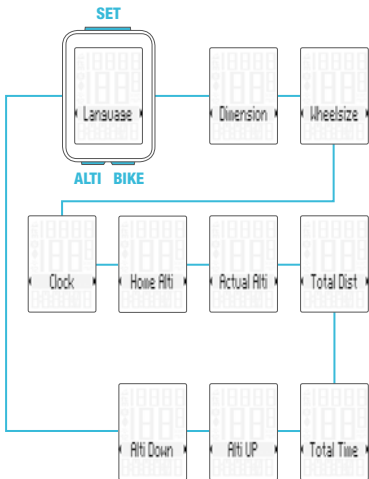 SET
Language
Dimension
Wheelsize
ALTI BIKE
Clock
Home Alti
Actual Alti
Total Dist
Alti Down
Alti UP
Total Time